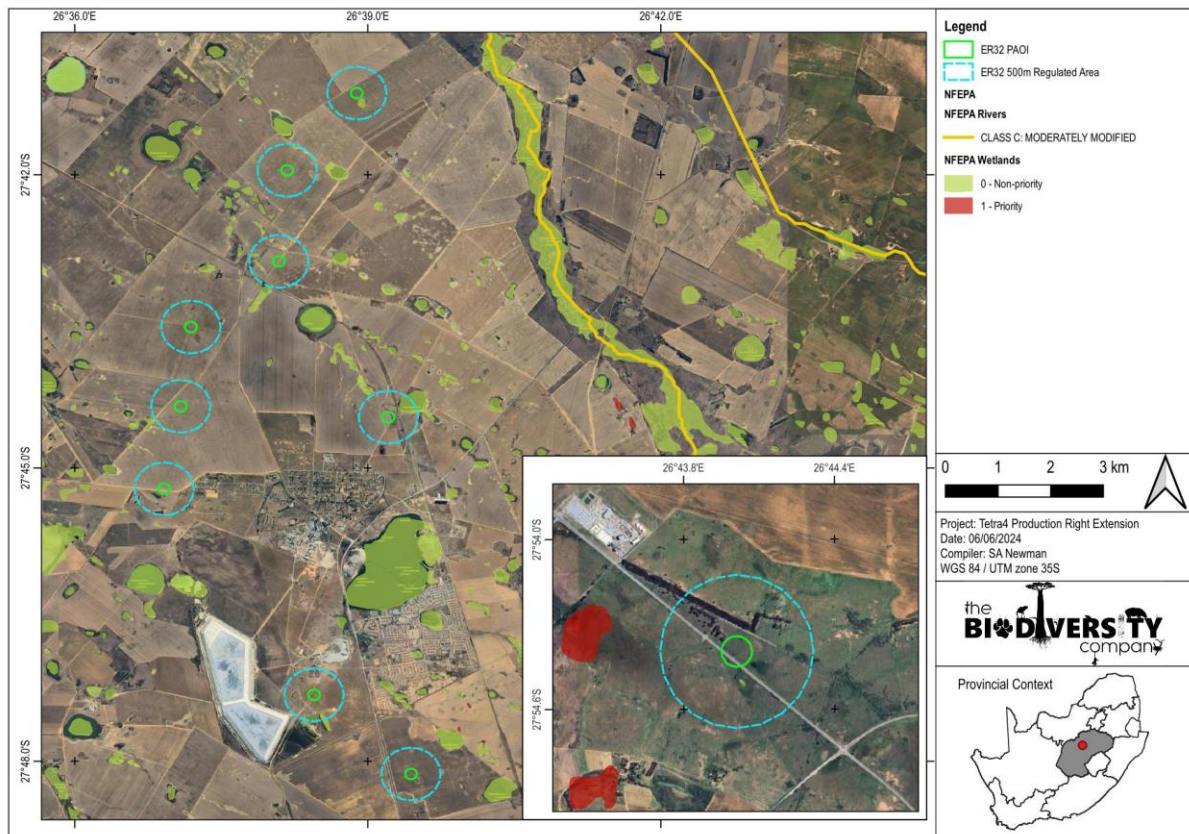 26°36.0'E 26°39.0'E 26°42.0'E
27°42.0'S
27°45.0'S
27°48.0'S
26°43.8'E 26°44.4'E
27°54.0'S
27°54.6'S
Legend
ER32 PAOI
ER32 500m Regulated Area
NFEPA
NFEPA Rivers
CLASS C: MODERATELY MODIFIED
NFEPA Wetlands
0 - Non-priority
1 - Priority
0 1 2 3 km
Project: Tetra4 Production Right Extension
Date: 06/06/2024
Compiler: SA Newman
WGS 84 / UTM zone 35S
the
BIODIVERSITY
company
Provincial Context